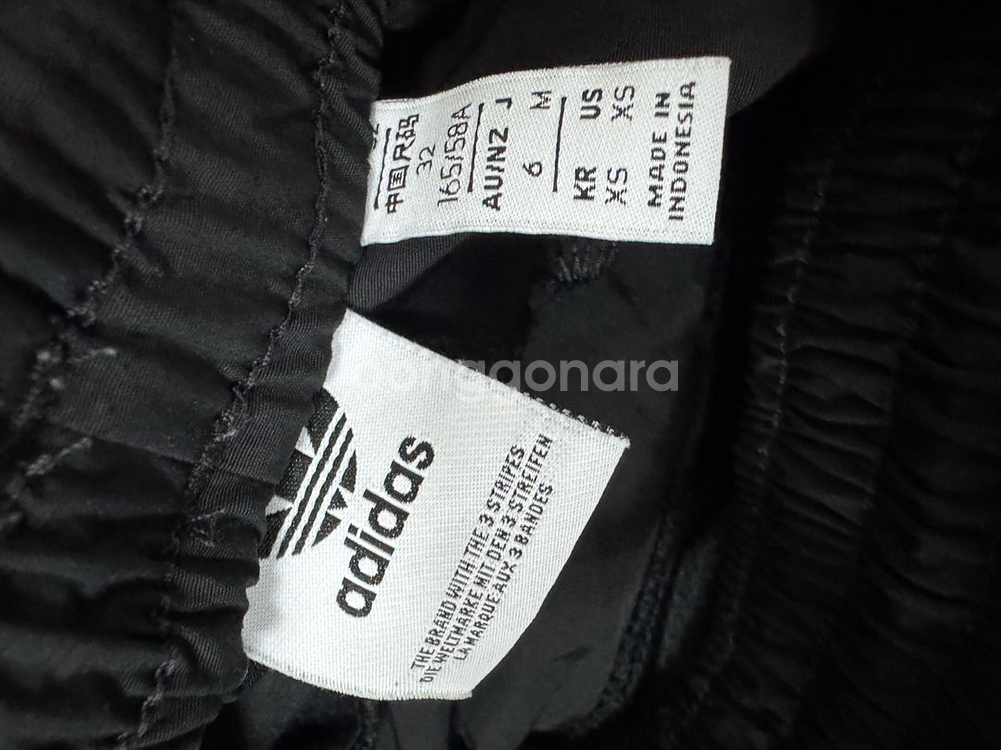 中国尺码
32
165/58A
AU/NZ J
6 M
KR US
XS XS
MADE IN
INDONESIA
adidas
THE BRAND WITH THE 3 STRIPES
DIE WELTMARKE MIT DEN 3 STREIFEN
LA MARQUE AUX 3 BANDES